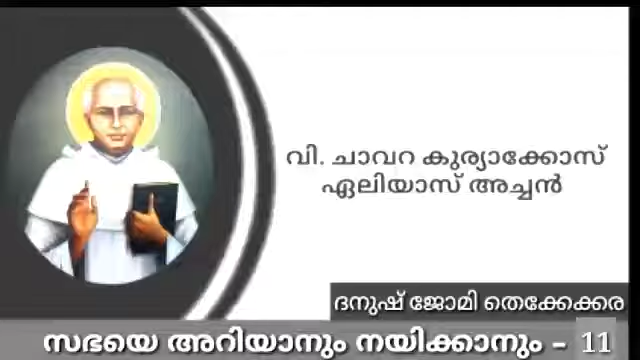 വി. ചാവറ കുര്യാക്കോസ്
ഏലിയാസ് അച്ചൻ
ദനുഷ് ജോമി തെക്കേക്കര
സഭയെ അറിയാനും നയിക്കാനും - 11